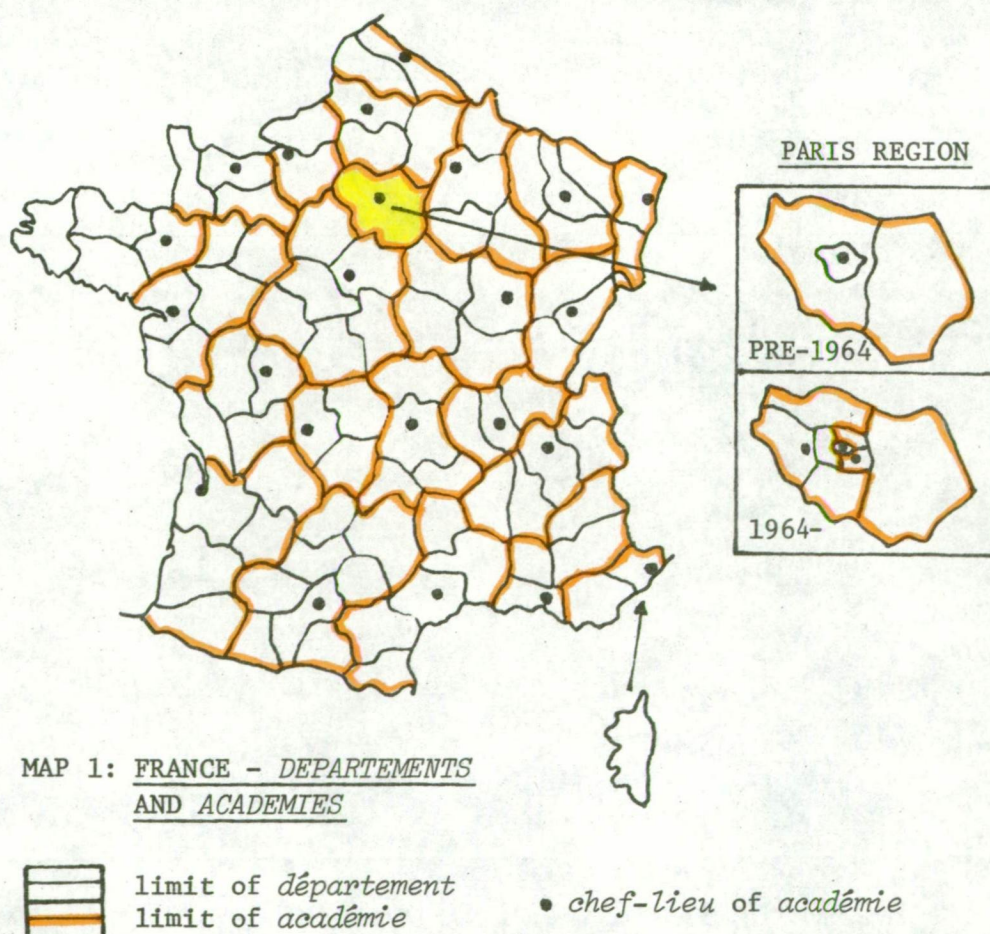 PARIS REGION
PRE-1964
1964-
MAP 1: FRANCE - DEPARTEMENTS
AND ACADEMIES
limit of département
limit of académie
• chef-lieu of académie